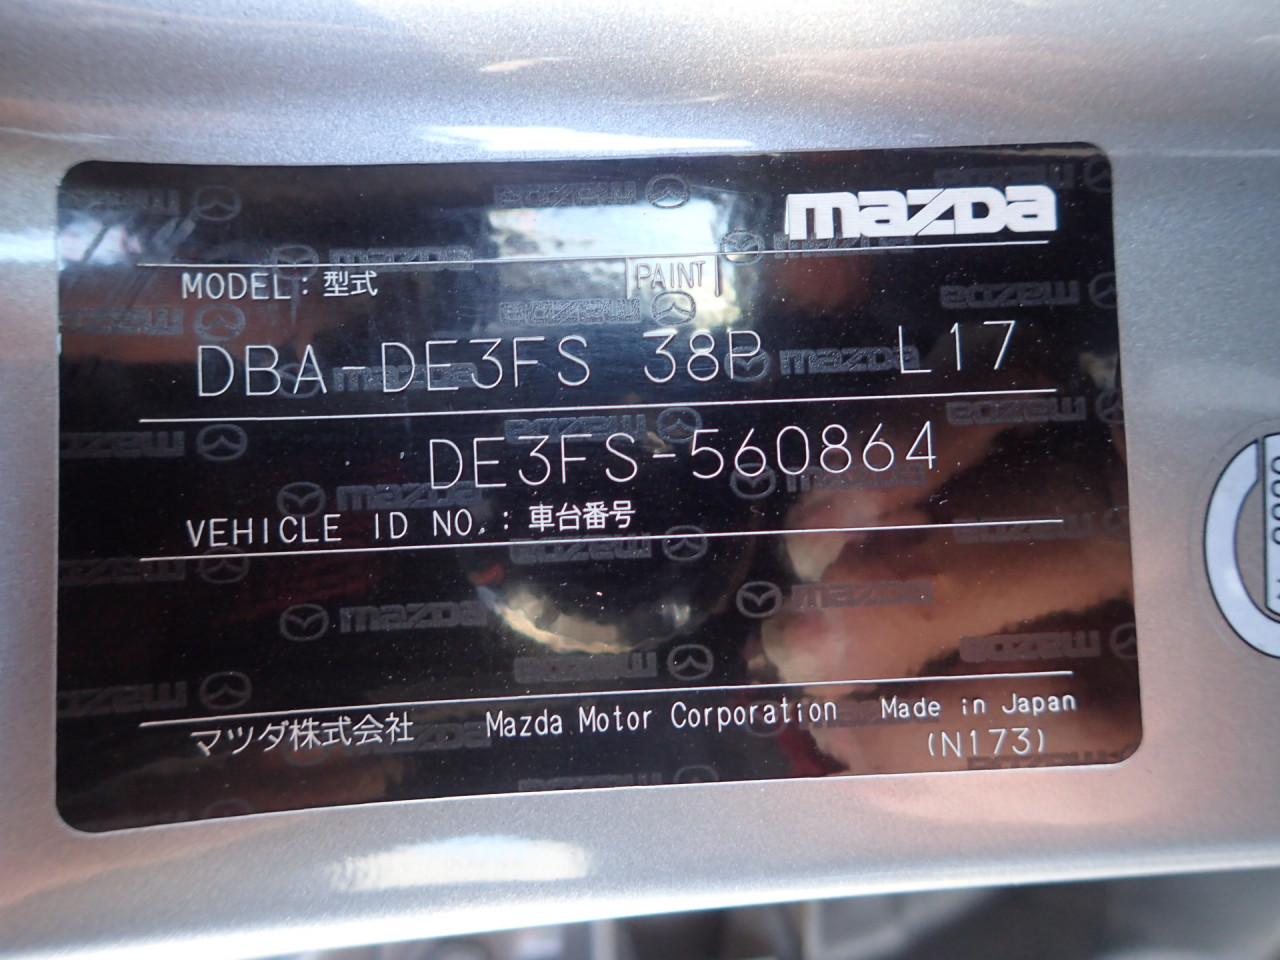 mazda
MODEL : 型式 PAINT
DBA-DE3FS 38P L17
DE3FS-560864
VEHICLE ID NO. : 車台番号
マツダ株式会社 Mazda Motor Corporation Made in Japan
(N173)